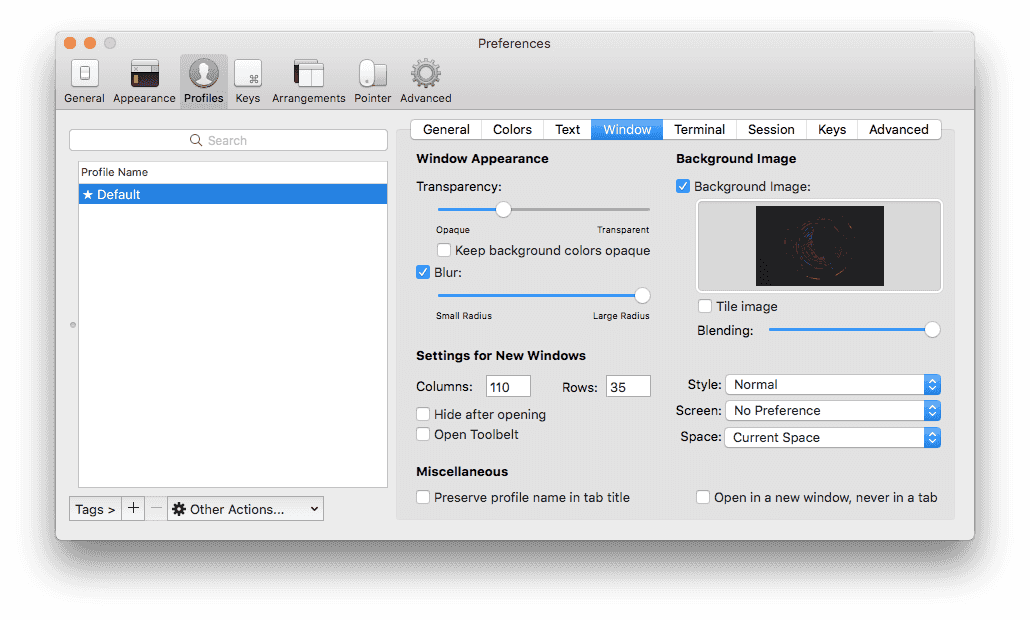 Preferences
General Appearance Profiles Keys Arrangements Pointer Advanced
Search
Profile Name
★ Default
Tags > + − Other Actions...
General Colors Text Window Terminal Session Keys Advanced
Window Appearance
Transparency:
Opaque Transparent
Keep background colors opaque
Blur:
Small Radius Large Radius
Background Image
Background Image:
Tile image
Blending:
Settings for New Windows
Columns: 110 Rows: 35
Hide after opening
Open Toolbelt
Style: Normal
Screen: No Preference
Space: Current Space
Miscellaneous
Preserve profile name in tab title
Open in a new window, never in a tab